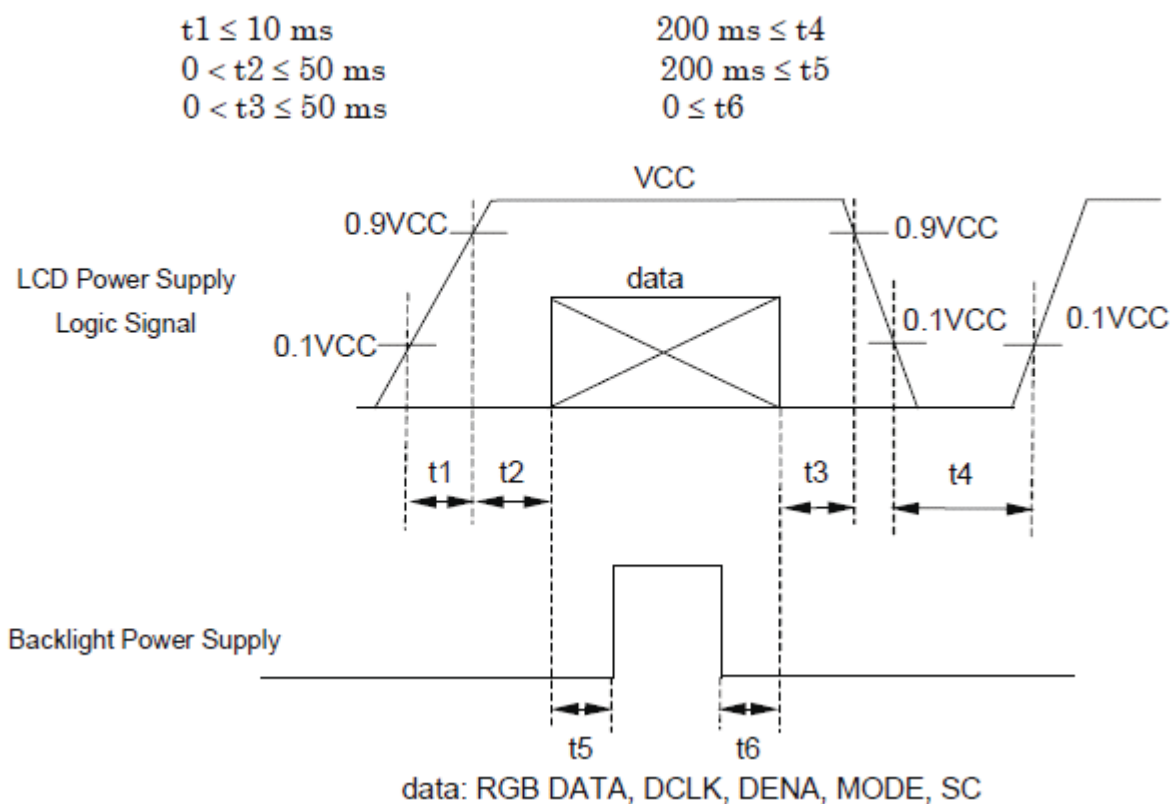 t1 ≤ 10 ms 200 ms ≤ t4
0 < t2 ≤ 50 ms 200 ms ≤ t5
0 < t3 ≤ 50 ms 0 ≤ t6
VCC
0.9VCC 0.9VCC
LCD Power Supply
Logic Signal
data
0.1VCC 0.1VCC 0.1VCC
t1 t2 t3 t4
Backlight Power Supply
t5 t6
data: RGB DATA, DCLK, DENA, MODE, SC